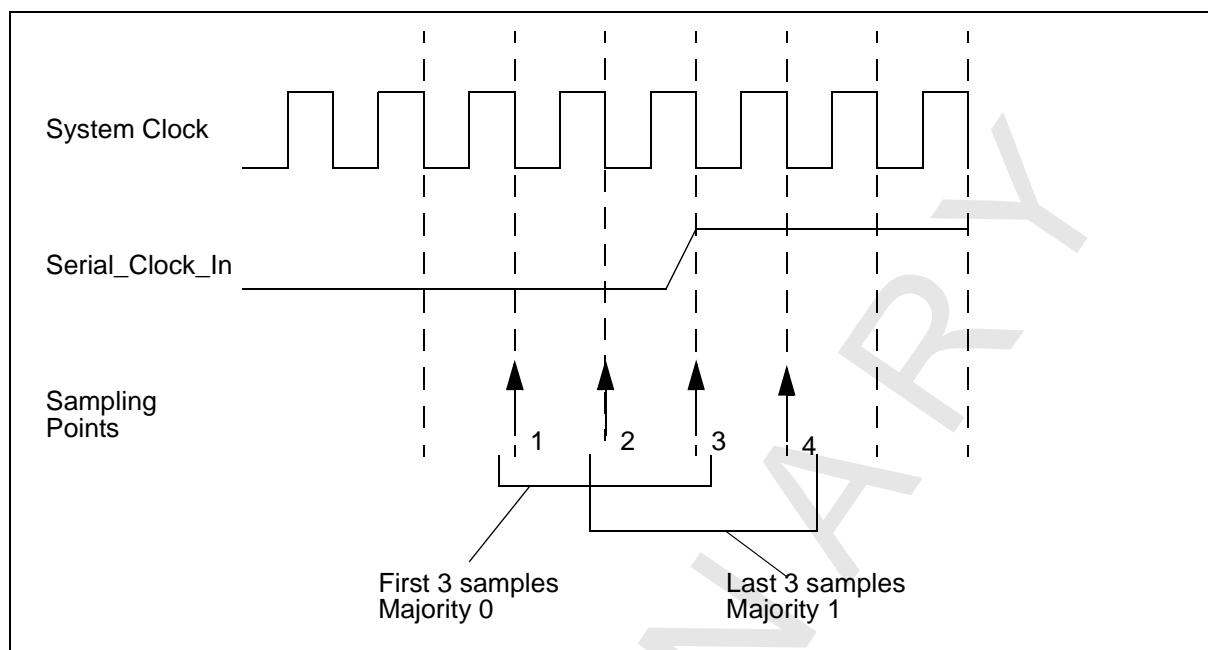 System Clock
Serial_Clock_In
Sampling
Points
1
2
3
4
First 3 samples
Majority 0
Last 3 samples
Majority 1
NARY